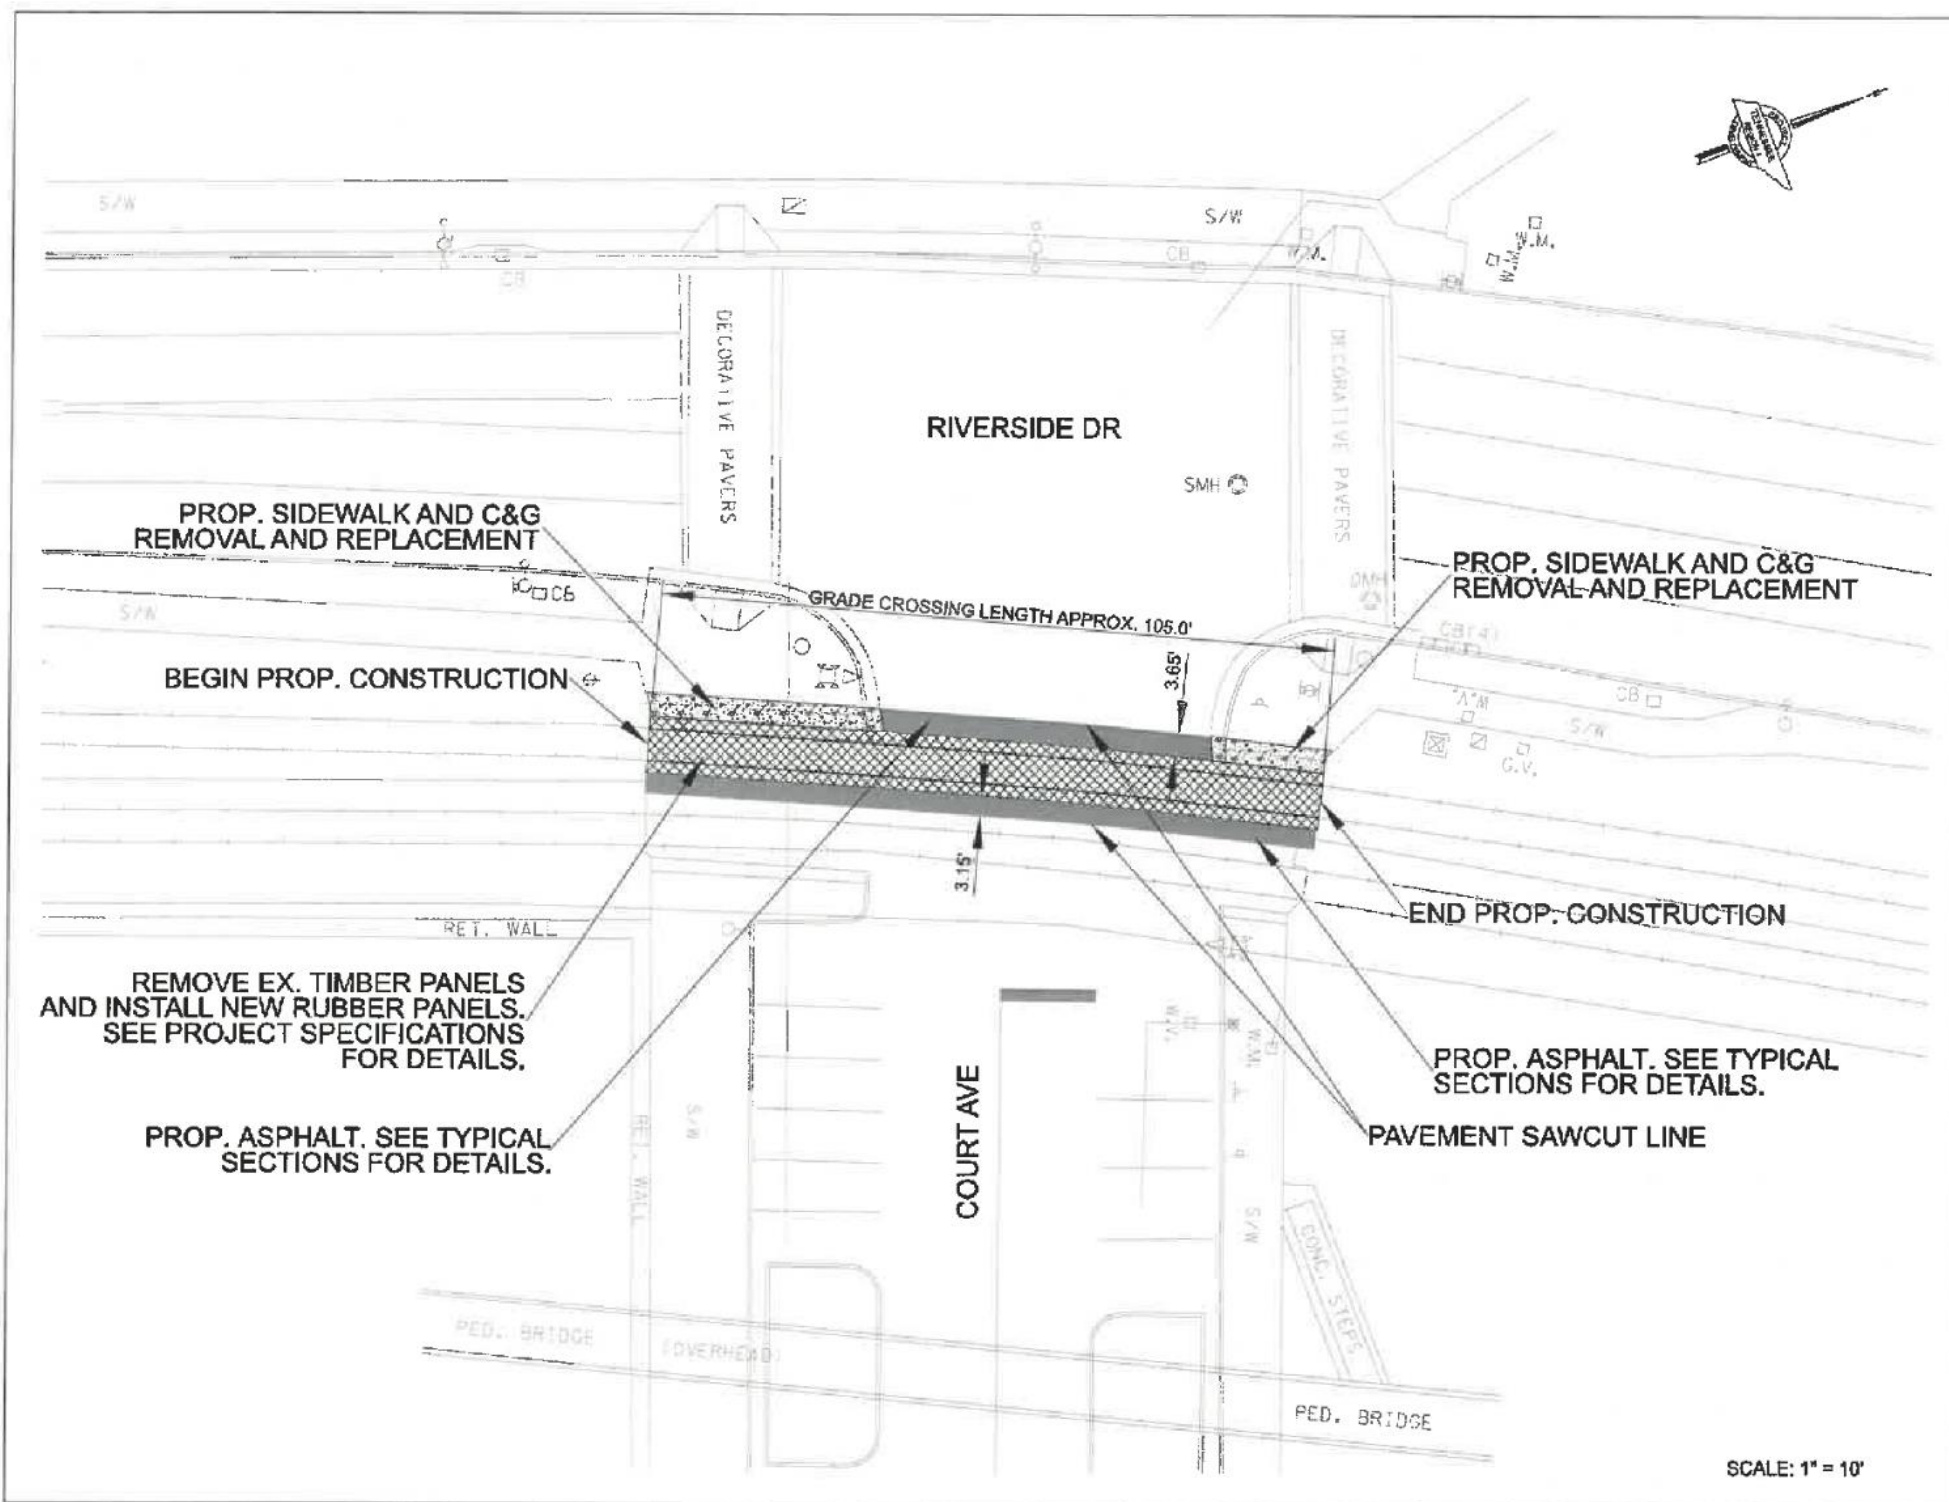 S/W
S/W
W.M.
CB
W.M.
W.M.
CB
DECORATIVE PAVERS
DECORATIVE PAVERS
RIVERSIDE DR
SMH
PROP. SIDEWALK AND C&G
REMOVAL AND REPLACEMENT
PROP. SIDEWALK AND C&G
REMOVAL AND REPLACEMENT
DMH
CB
GRADE CROSSING LENGTH APPROX. 105.0'
S/W
CB(4)
3.65'
BEGIN PROP. CONSTRUCTION
CB
W.V.
S/W
G.V.
3.15'
END PROP. CONSTRUCTION
RET. WALL
REMOVE EX. TIMBER PANELS
AND INSTALL NEW RUBBER PANELS.
SEE PROJECT SPECIFICATIONS
FOR DETAILS.
W.V.
W.M.
PROP. ASPHALT. SEE TYPICAL
SECTIONS FOR DETAILS.
COURT AVE
S/W
PROP. ASPHALT. SEE TYPICAL
SECTIONS FOR DETAILS.
PAVEMENT SAWCUT LINE
RET. WALL
S/W
CONC. STEPS
PED. BRIDGE
(OVERHEAD)
PED. BRIDGE
SCALE: 1" = 10'